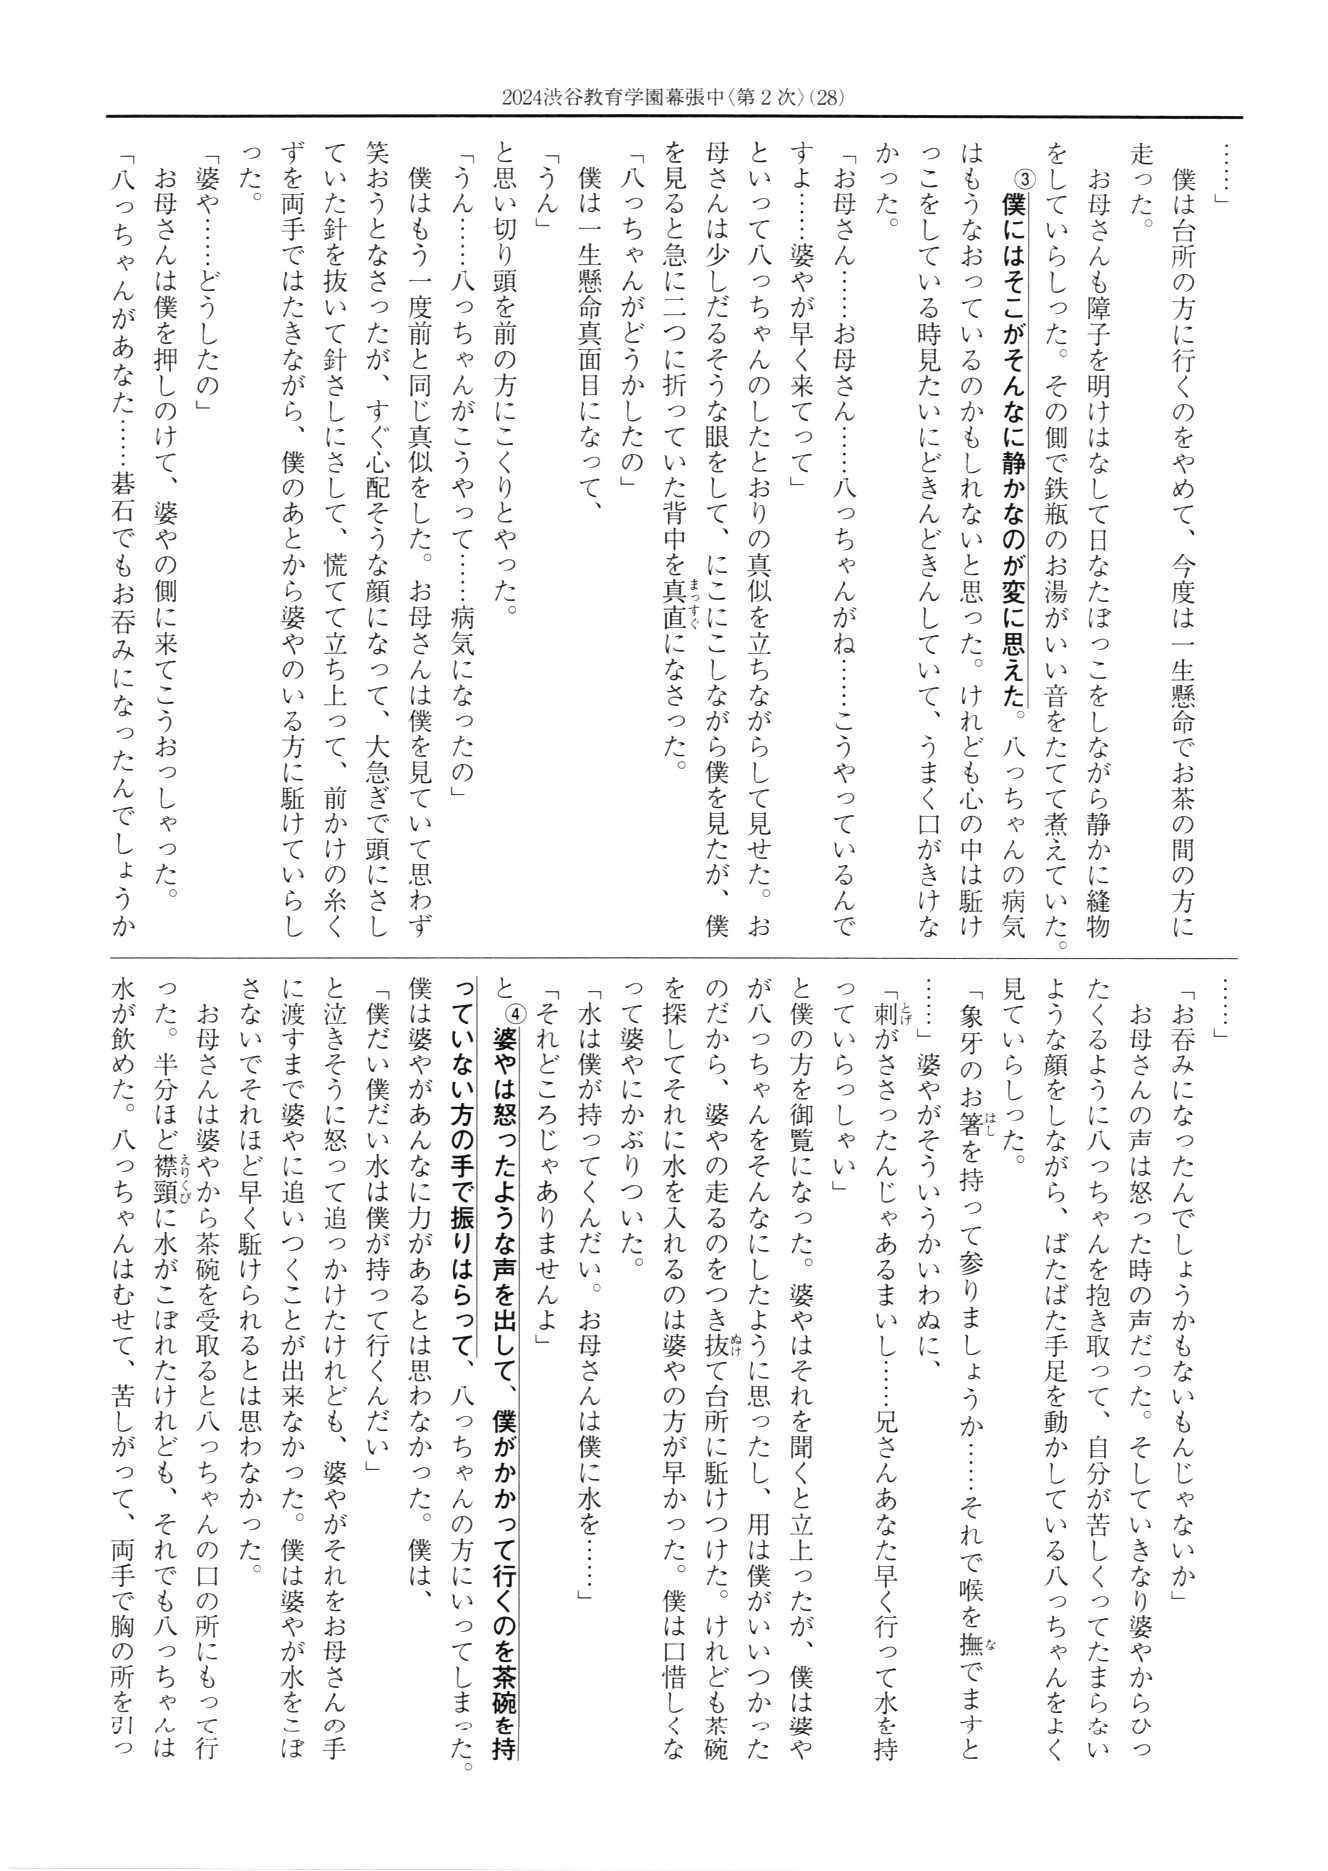 2024渋谷教育学園幕張中〈第2次〉(28)
……」
僕は台所の方に行くのをやめて、今度は一生懸命でお茶の間の方に
走った。
お母さんも障子を明けはなして日なたぼっこをしながら静かに縫物
をしていらしった。その側で鉄瓶のお湯がいい音をたてて煮えていた。
③僕にはそこがそんなに静かなのが変に思えた。八っちゃんの病気
はもうなおっているのかもしれないと思った。けれども心の中は駈け
っこをしている時見たいにどきんどきんしていて、うまく口がきけな
かった。
「お母さん……お母さん……八っちゃんがね……こうやっているんで
すよ……婆やが早く来てって」
といって八っちゃんのしたとおりの真似を立ちながらして見せた。お
母さんは少しだるそうな眼をして、にこにこしながら僕を見たが、僕
を見ると急に二つに折っていた背中を真直まっすぐになさった。
「八っちゃんがどうかしたの」
僕は一生懸命真面目になって、
「うん」
と思い切り頭を前の方にこくりとやった。
「うん……八っちゃんがこうやって……病気になったの」
僕はもう一度前と同じ真似をした。お母さんは僕を見ていて思わず
笑おうとなさったが、すぐ心配そうな顔になって、大急ぎで頭にさし
ていた針を抜いて針さしにさして、慌てて立ち上って、前かけの糸く
ずを両手ではたきながら、僕のあとから婆やのいる方に駈けていらし
った。
「婆や……どうしたの」
お母さんは僕を押しのけて、婆やの側に来てこうおっしゃった。
「八っちゃんがあなた……碁石でもお呑みになったんでしょうか
……」
「お呑みになったんでしょうかもないもんじゃないか」
お母さんの声は怒った時の声だった。そしていきなり婆やからひっ
たくるように八っちゃんを抱き取って、自分が苦しくってたまらない
ような顔をしながら、ばたばた手足を動かしている八っちゃんをよく
見ていらしった。
「象牙のお箸はしを持って参りましょうか……それで喉を撫なでますと
……」婆やがそういうかいわぬに、
「刺とげがささったんじゃあるまいし……兄さんあなた早く行って水を持
っていらっしゃい」
と僕の方を御覧になった。婆やはそれを聞くと立上ったが、僕は婆や
が八っちゃんをそんなにしたように思ったし、用は僕がいいつかった
のだから、婆やの走るのをつき抜ぬけて台所に駈けつけた。けれども茶碗
を探してそれに水を入れるのは婆やの方が早かった。僕は口惜しくな
って婆やにかぶりついた。
「水は僕が持ってくんだい。お母さんは僕に水を……」
「それどころじゃありませんよ」
と④婆やは怒ったような声を出して、僕がかかって行くのを茶碗を持
っていない方の手で振りはらって、八っちゃんの方にいってしまった。
僕は婆やがあんなに力があるとは思わなかった。僕は、
「僕だい僕だい水は僕が持って行くんだい」
と泣きそうに怒って追っかけたけれども、婆やがそれをお母さんの手
に渡すまで婆やに追いつくことが出来なかった。僕は婆やが水をこぼ
さないでそれほど早く駈けられるとは思わなかった。
お母さんは婆やから茶碗を受取ると八っちゃんの口の所にもって行
った。半分ほど襟頸えりくびに水がこぼれたけれども、それでも八っちゃんは
水が飲めた。八っちゃんはむせて、苦しがって、両手で胸の所を引っ